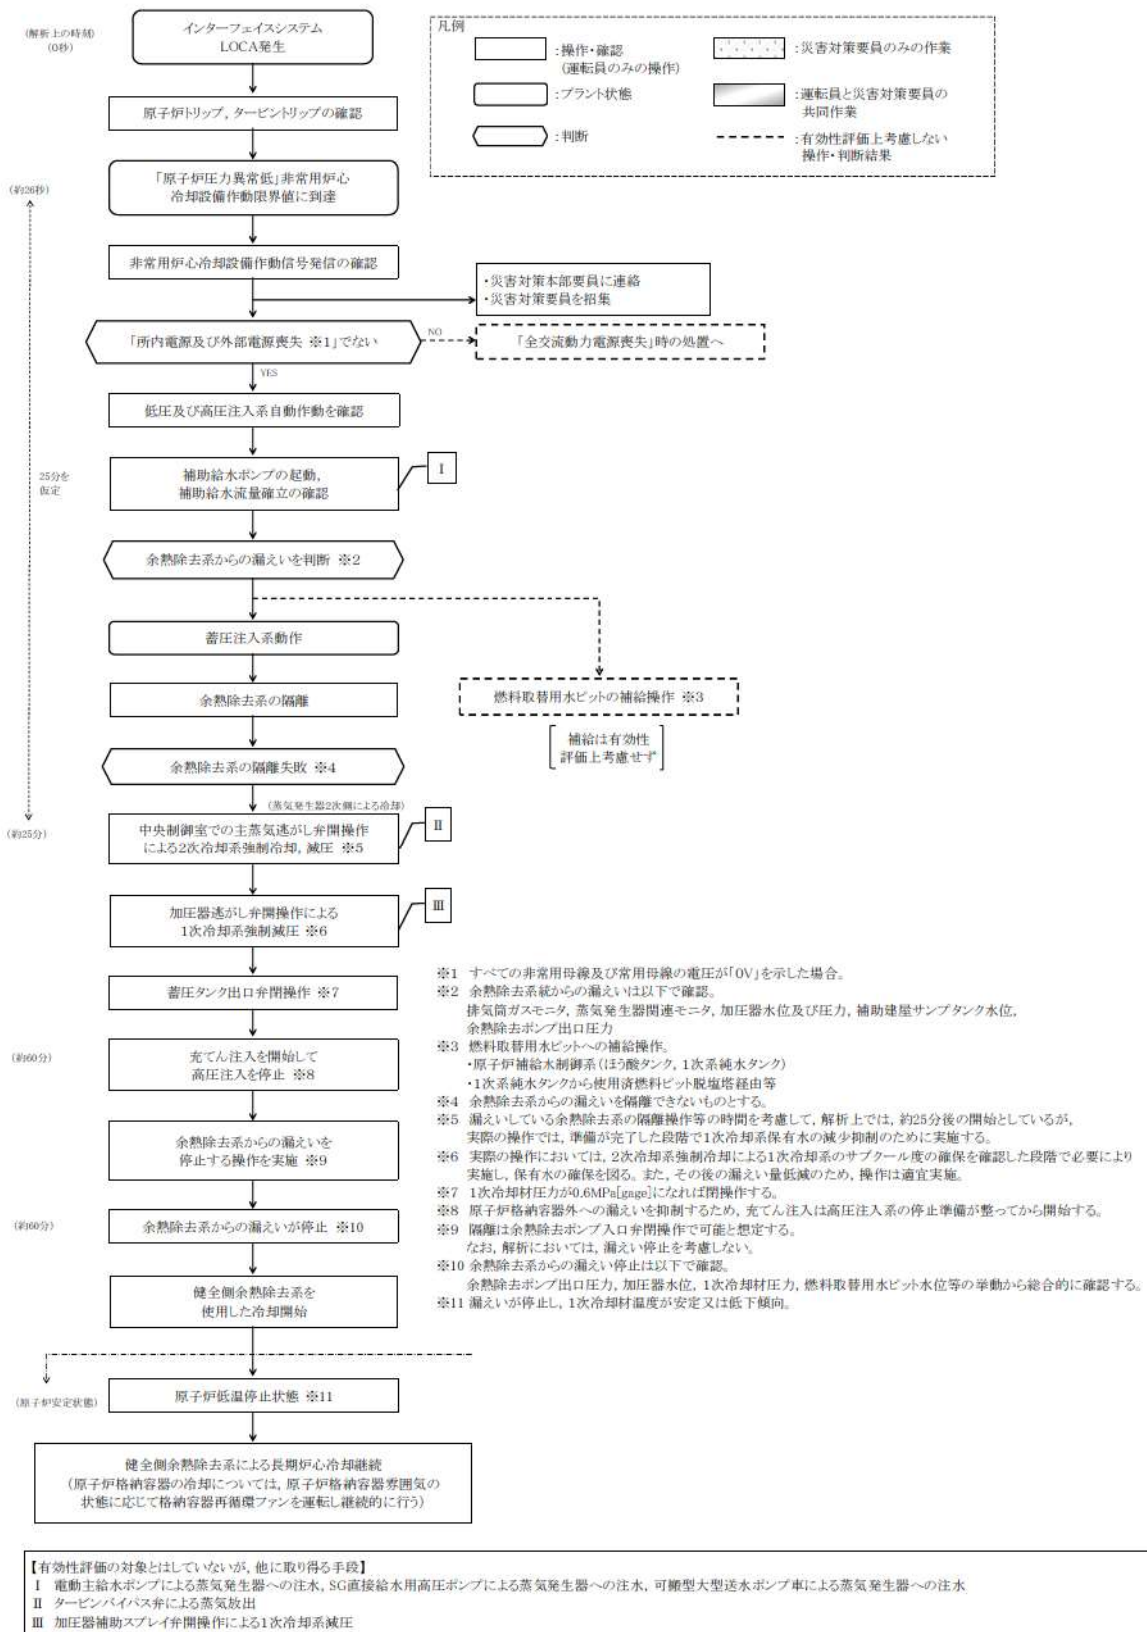 (解析上の時刻)
(0秒)
インターフェイスシステム
LOCA発生
凡例
:操作・確認
(運転員のみの操作)
:災害対策要員のみの作業
:プラント状態
:運転員と災害対策要員の
共同作業
:判断
:有効性評価上考慮しない
操作・判断結果
原子炉トリップ, タービントリップの確認
(約26秒)
「原子炉圧力異常低」非常用炉心
冷却設備作動限界値に到達
非常用炉心冷却設備作動信号発信の確認
・災害対策本部要員に連絡
・災害対策要員を招集
「所内電源及び外部電源喪失 ※1」でない
NO
「全交流動力電源喪失」時の処置へ
YES
低圧及び高圧注入系自動作動を確認
25分を
仮定
補助給水ポンプの起動,
補助給水流量確立の確認
Ⅰ
余熱除去系からの漏えいを判断 ※2
蓄圧注入系動作
余熱除去系の隔離
燃料取替用水ピットの補給操作 ※3
補給は有効性
評価上考慮せず
余熱除去系の隔離失敗 ※4
(蒸気発生器2次側による冷却)
(約25分)
中央制御室での主蒸気逃がし弁開操作
による2次冷却系強制冷却, 減圧 ※5
Ⅱ
加圧器逃がし弁開操作による
1次冷却系強制減圧 ※6
Ⅲ
蓄圧タンク出口弁閉操作 ※7
(約60分)
充てん注入を開始して
高圧注入を停止 ※8
余熱除去系からの漏えいを
停止する操作を実施 ※9
(約60分)
余熱除去系からの漏えいが停止 ※10
健全側余熱除去系を
使用した冷却開始
(原子炉安定状態)
原子炉低温停止状態 ※11
健全側余熱除去系による長期炉心冷却継続
(原子炉格納容器の冷却については, 原子炉格納容器雰囲気の
状態に応じて格納容器再循環ファンを運転し継続的に行う)
※1 すべての非常用母線及び常用母線の電圧が「0V」を示した場合。
※2 余熱除去系統からの漏えいは以下で確認。
排気筒ガスモニタ, 蒸気発生器関連モニタ, 加圧器水位及び圧力, 補助建屋サンプタンク水位,
余熱除去ポンプ出口圧力
※3 燃料取替用水ピットへの補給操作。
・原子炉補給水制御系(ほう酸タンク, 1次系純水タンク)
・1次系純水タンクから使用済燃料ピット脱塩塔経由等
※4 余熱除去系からの漏えいを隔離できないものとする。
※5 漏えいしている余熱除去系の隔離操作等の時間を考慮して, 解析上では, 約25分後の開始としているが,
実際の操作では, 準備が完了した段階で1次冷却系保有水の減少抑制のために実施する。
※6 実際の操作においては, 2次冷却系強制冷却による1次冷却系のサブクール度の確保を確認した段階で必要により
実施し, 保有水の確保を図る。また, その後の漏えい量低減のため, 操作は適宜実施。
※7 1次冷却材圧力が0.6MPa[gage]になれば閉操作する。
※8 原子炉格納容器外への漏えいを抑制するため, 充てん注入は高圧注入系の停止準備が整ってから開始する。
※9 隔離は余熱除去ポンプ入口弁閉操作で可能と想定する。
なお, 解析においては, 漏えい停止を考慮しない。
※10 余熱除去系からの漏えい停止は以下で確認。
余熱除去ポンプ出口圧力, 加圧器水位, 1次冷却材圧力, 燃料取替用水ピット水位等の挙動から総合的に確認する。
※11 漏えいが停止し, 1次冷却材温度が安定又は低下傾向。
【有効性評価の対象とはしていないが, 他に取り得る手段】
Ⅰ 電動主給水ポンプによる蒸気発生器への注水, SG直接給水用高圧ポンプによる蒸気発生器への注水, 可搬型大型送水ポンプ車による蒸気発生器への注水
Ⅱ タービンバイパス弁による蒸気放出
Ⅲ 加圧器補助スプレイ弁開操作による1次冷却系減圧